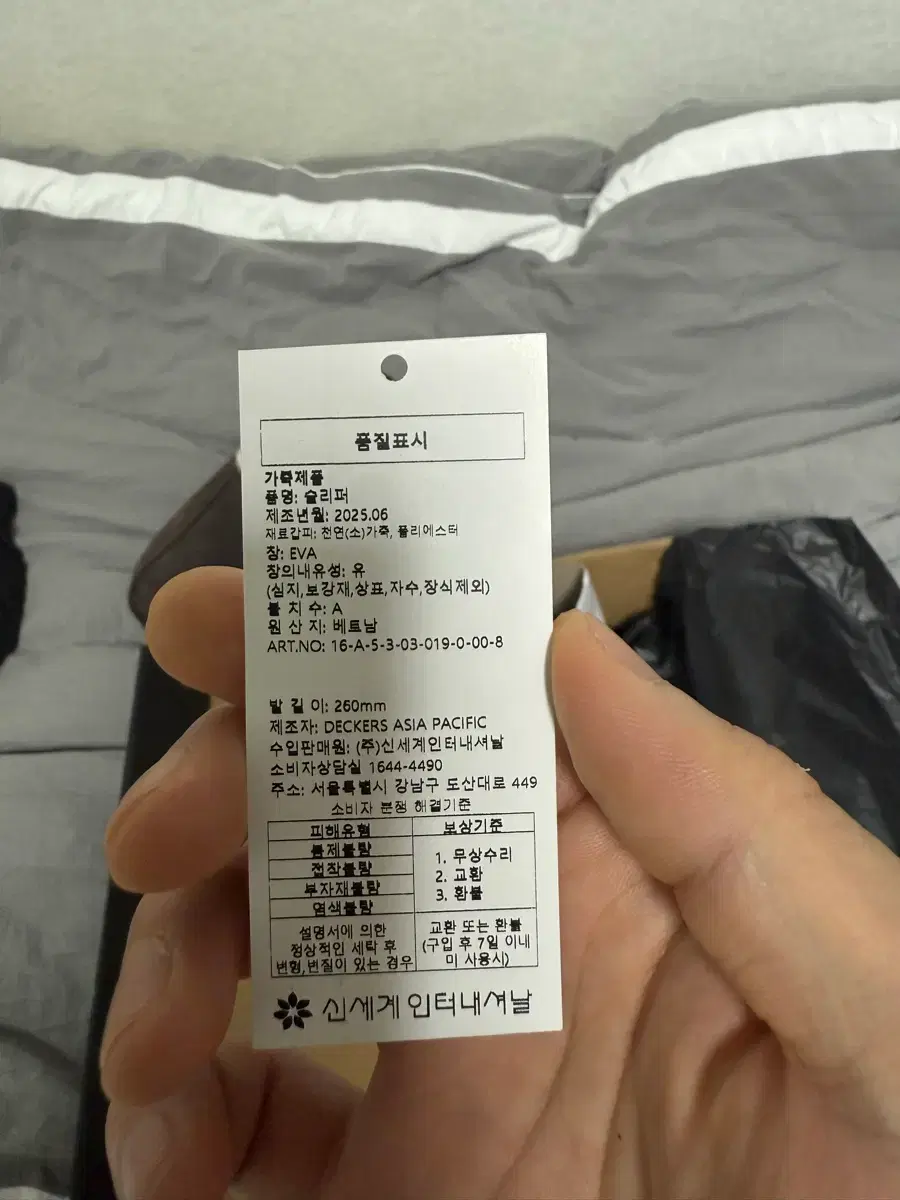 품질표시
가죽제품
품명: 슬리퍼
제조년월: 2025.06
재료갑피: 천연(소)가죽, 폴리에스터
창: EVA
창의내유성: 유
(심지,보강재,상표,자수,장식제외)
볼 치 수: A
원 산 지: 베트남
ART.NO: 16-A-5-3-03-019-0-00-8
발 길 이: 260mm
제조자: DECKERS ASIA PACIFIC
수입판매원: (주)신세계인터내셔날
소비자상담실 1644-4490
주소: 서울특별시 강남구 도산대로 449
소비자 분쟁 해결기준
피해유형 보상기준
봉제불량
접착불량
부자재불량
염색불량
1. 무상수리
2. 교환
3. 환불
설명서에 의한
정상적인 세탁 후
변형,변질이 있는 경우
교환 또는 환불
(구입 후 7일 이내
미 사용시)
신세계인터내셔날